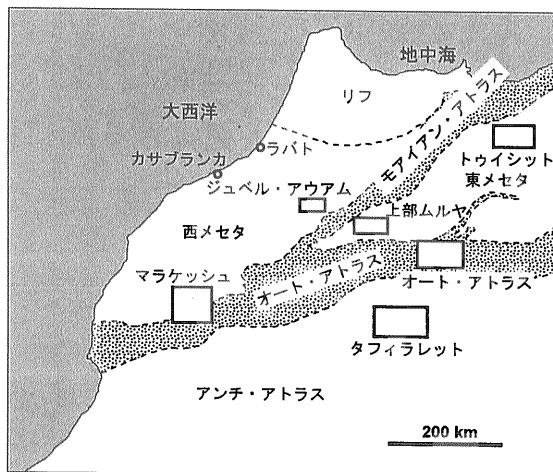 地中海
大西洋
リフ
モアイアン・アトラス
ラバト
カサブランカ
トゥイシット
東メセタ
ジュベル・アウアム
上部ムルヤ
西メセタ
マラケッシュ
オート・アトラス
オート・アトラス
タフィラレット
アンチ・アトラス
200 km